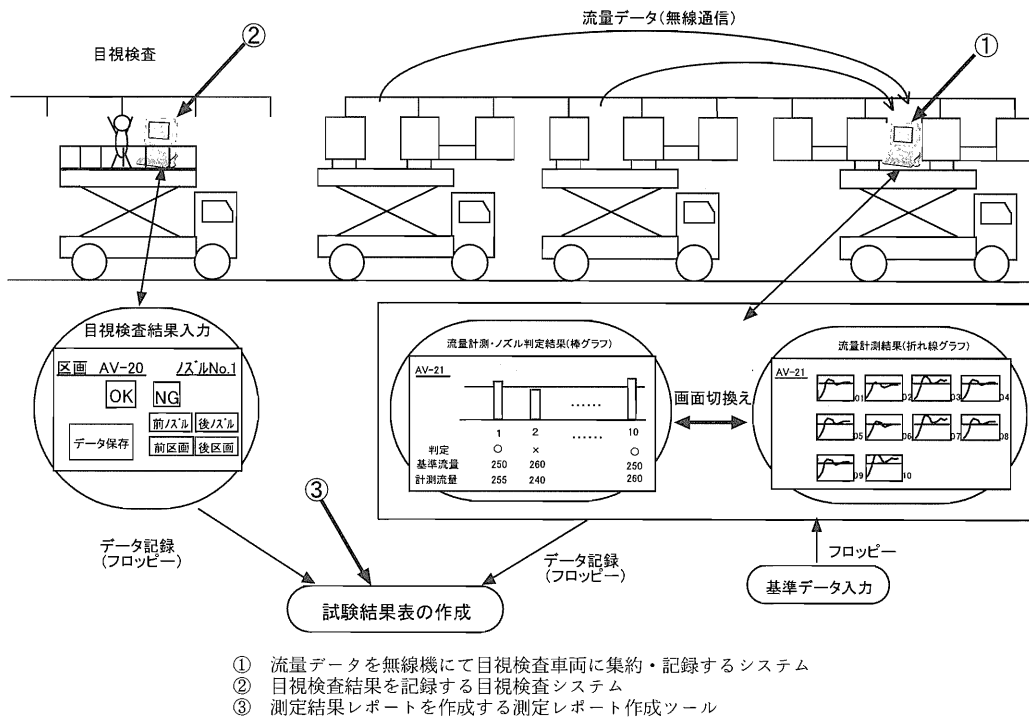 流量データ(無線通信)
②
①
目視検査
目視検査結果入力
区画 AV-20 ノズルNo.1
OK NG
前ノズル 後ノズル
データ保存
前区画 後区画
流量計測・ノズル判定結果(棒グラフ)
AV-21
1 2 …… 10
判定 ○ × ○
基準流量 250 260 250
計測流量 255 240 260
画面切換え
流量計測結果(折れ線グラフ)
AV-21
01 02 03 04
05 06 07 08
09 10
③
データ記録
(フロッピー)
データ記録
(フロッピー)
フロッピー
基準データ入力
試験結果表の作成
① 流量データを無線機にて目視検査車両に集約・記録するシステム
② 目視検査結果を記録する目視検査システム
③ 測定結果レポートを作成する測定レポート作成ツール